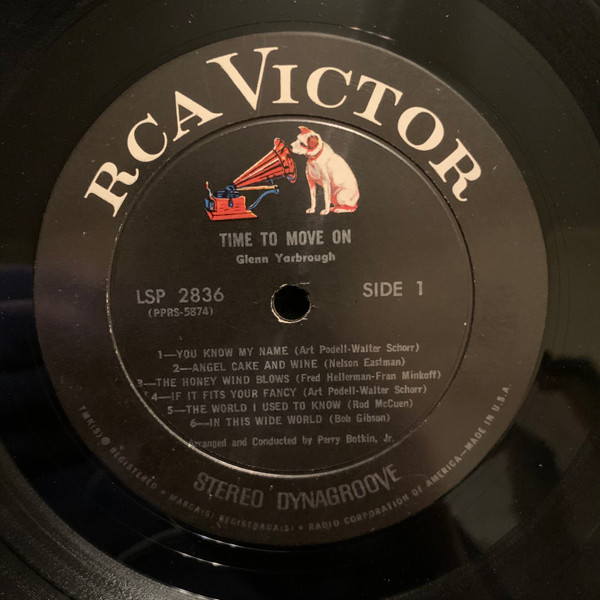 RCA VICTOR
TIME TO MOVE ON
Glenn Yarbrough
LSP 2836
(PPRS-5874)
SIDE 1
1—YOU KNOW MY NAME (Art Podell-Walter Schorr)
2—ANGEL CAKE AND WINE (Nelson Eastman)
3—THE HONEY WIND BLOWS (Fred Hellerman-Fran Minkoff)
4—IF IT FITS YOUR FANCY (Art Podell-Walter Schorr)
5—THE WORLD I USED TO KNOW (Rod McCuen)
6—IN THIS WIDE WORLD (Bob Gibson)
Arranged and Conducted by Perry Botkin, Jr.
STEREO DYNAGROOVE
TMK(S) ® REGISTERED • MARCA(S) REGISTRADA(S) • RADIO CORPORATION OF AMERICA—MADE IN U.S.A.